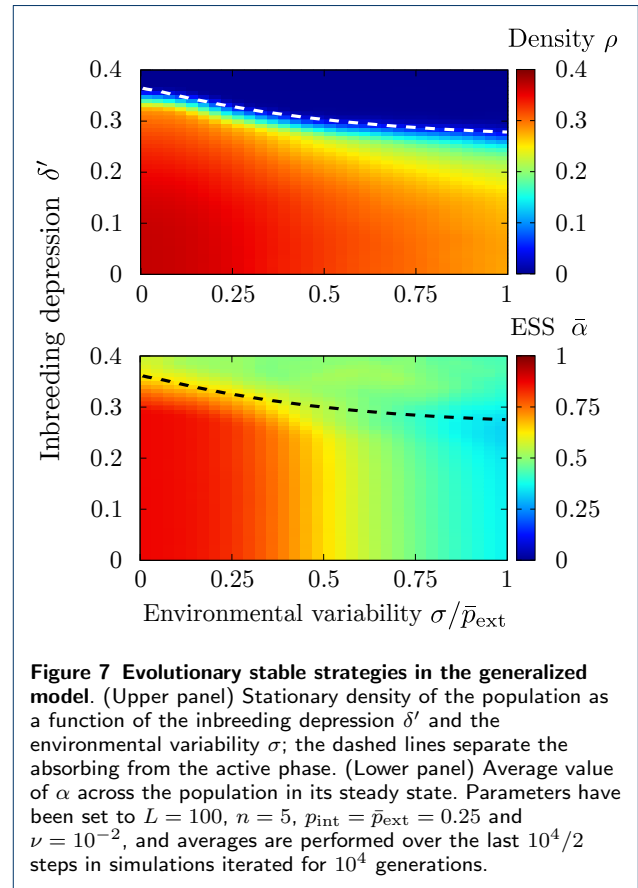 Density ρ
0.4
0.3
0.2
0.1
0
0 0.25 0.5 0.75 1
0.4
0.3
0.2
0.1
0
Inbreeding depression δ′
ESS ᾱ
0.4
0.3
0.2
0.1
0
0 0.25 0.5 0.75 1
1
0.75
0.5
0.25
0
Environmental variability σ/p̄ext
Figure 7 Evolutionary stable strategies in the generalized
model. (Upper panel) Stationary density of the population as
a function of the inbreeding depression δ′ and the
environmental variability σ; the dashed lines separate the
absorbing from the active phase. (Lower panel) Average value
of α across the population in its steady state. Parameters have
been set to L = 100, n = 5, pint = p̄ext = 0.25 and
ν = 10⁻², and averages are performed over the last 10⁴/2
steps in simulations iterated for 10⁴ generations.